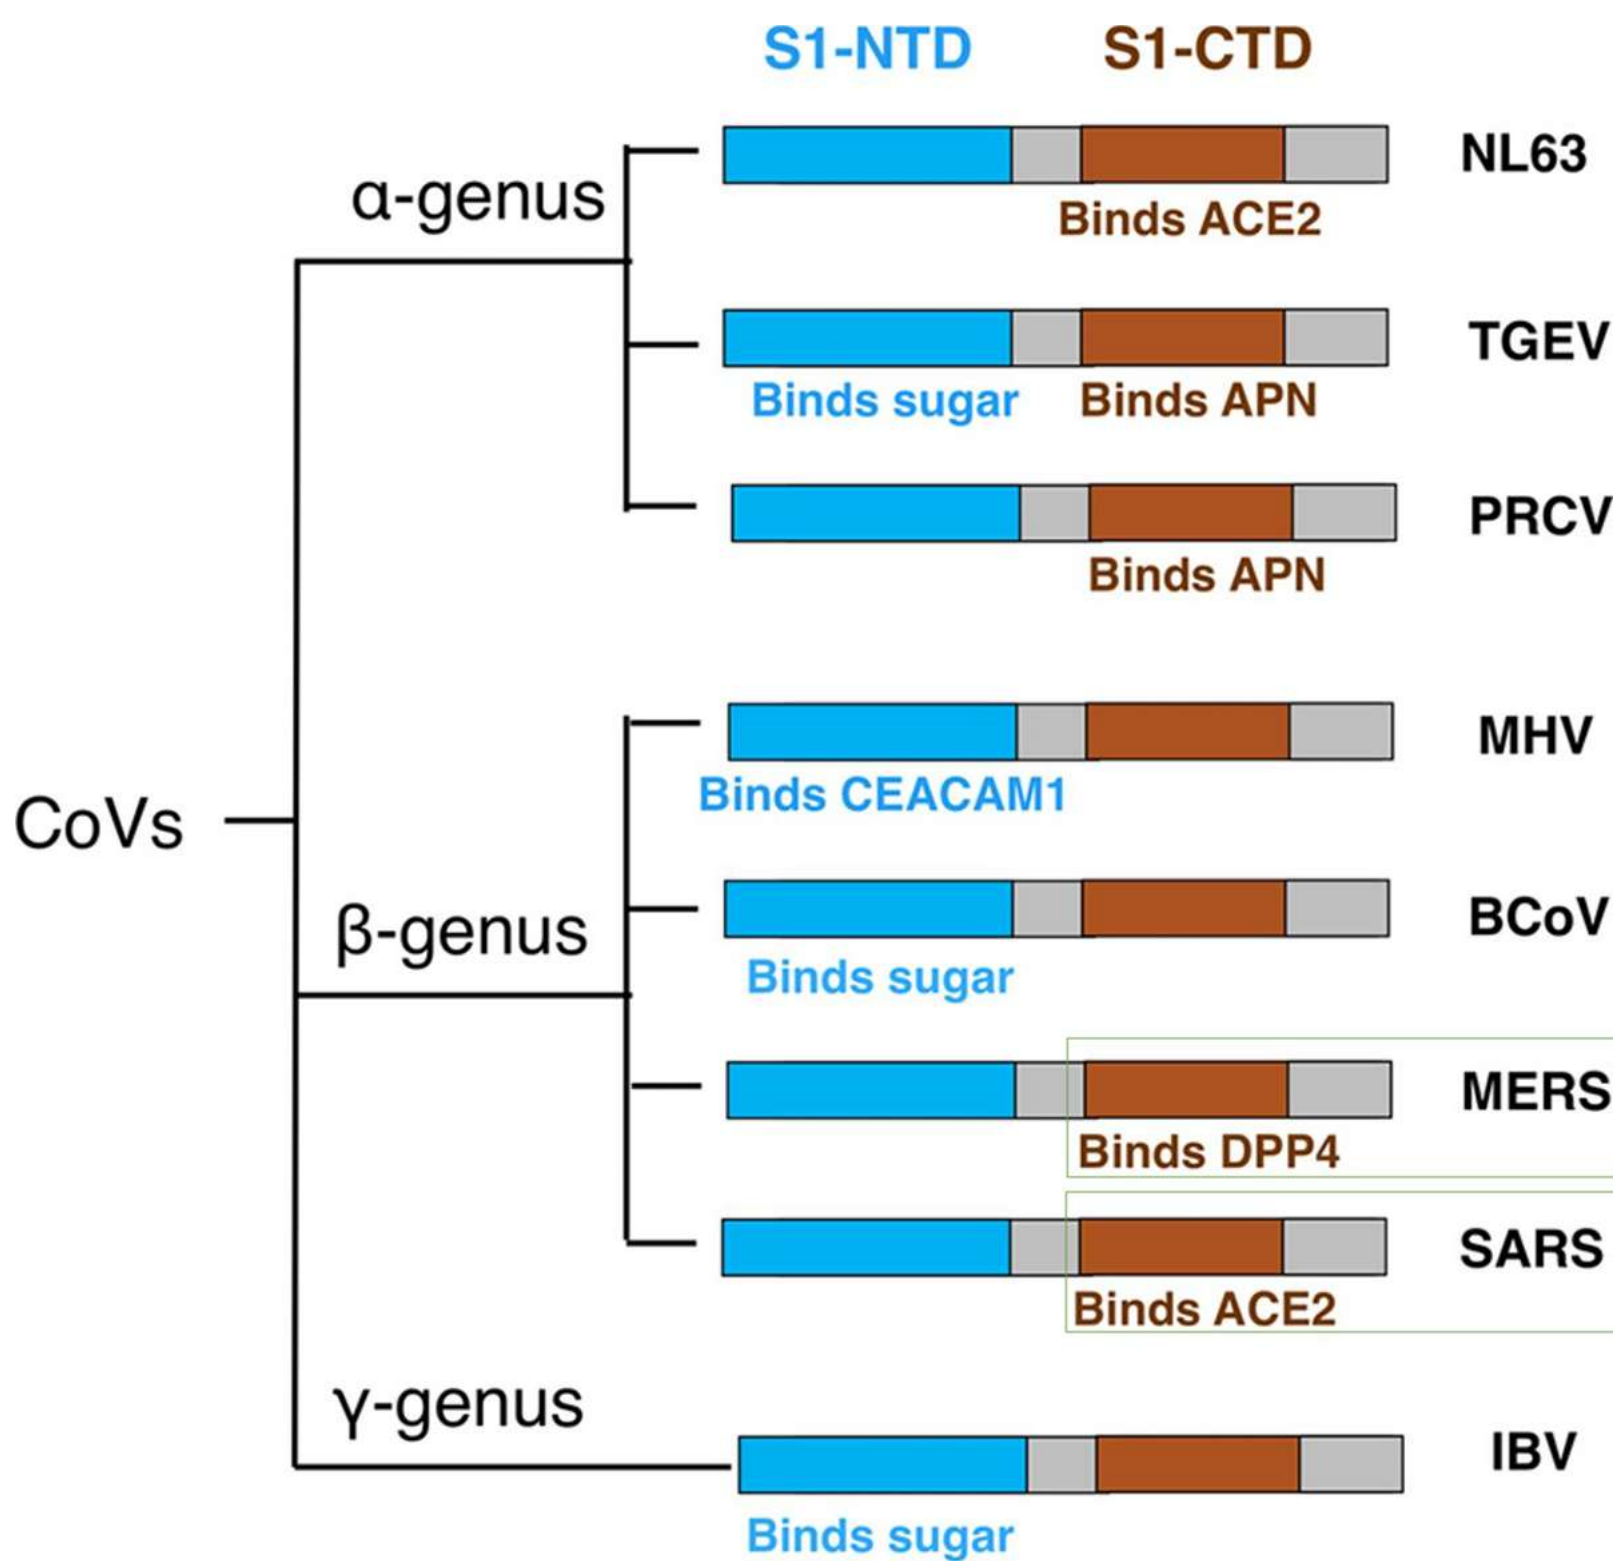 S1-NTD S1-CTD
NL63
α-genus
Binds ACE2
TGEV
Binds sugar Binds APN
PRCV
Binds APN
MHV
Binds CEACAM1
CoVs
BCoV
β-genus
Binds sugar
MERS
Binds DPP4
SARS
Binds ACE2
γ-genus
IBV
Binds sugar